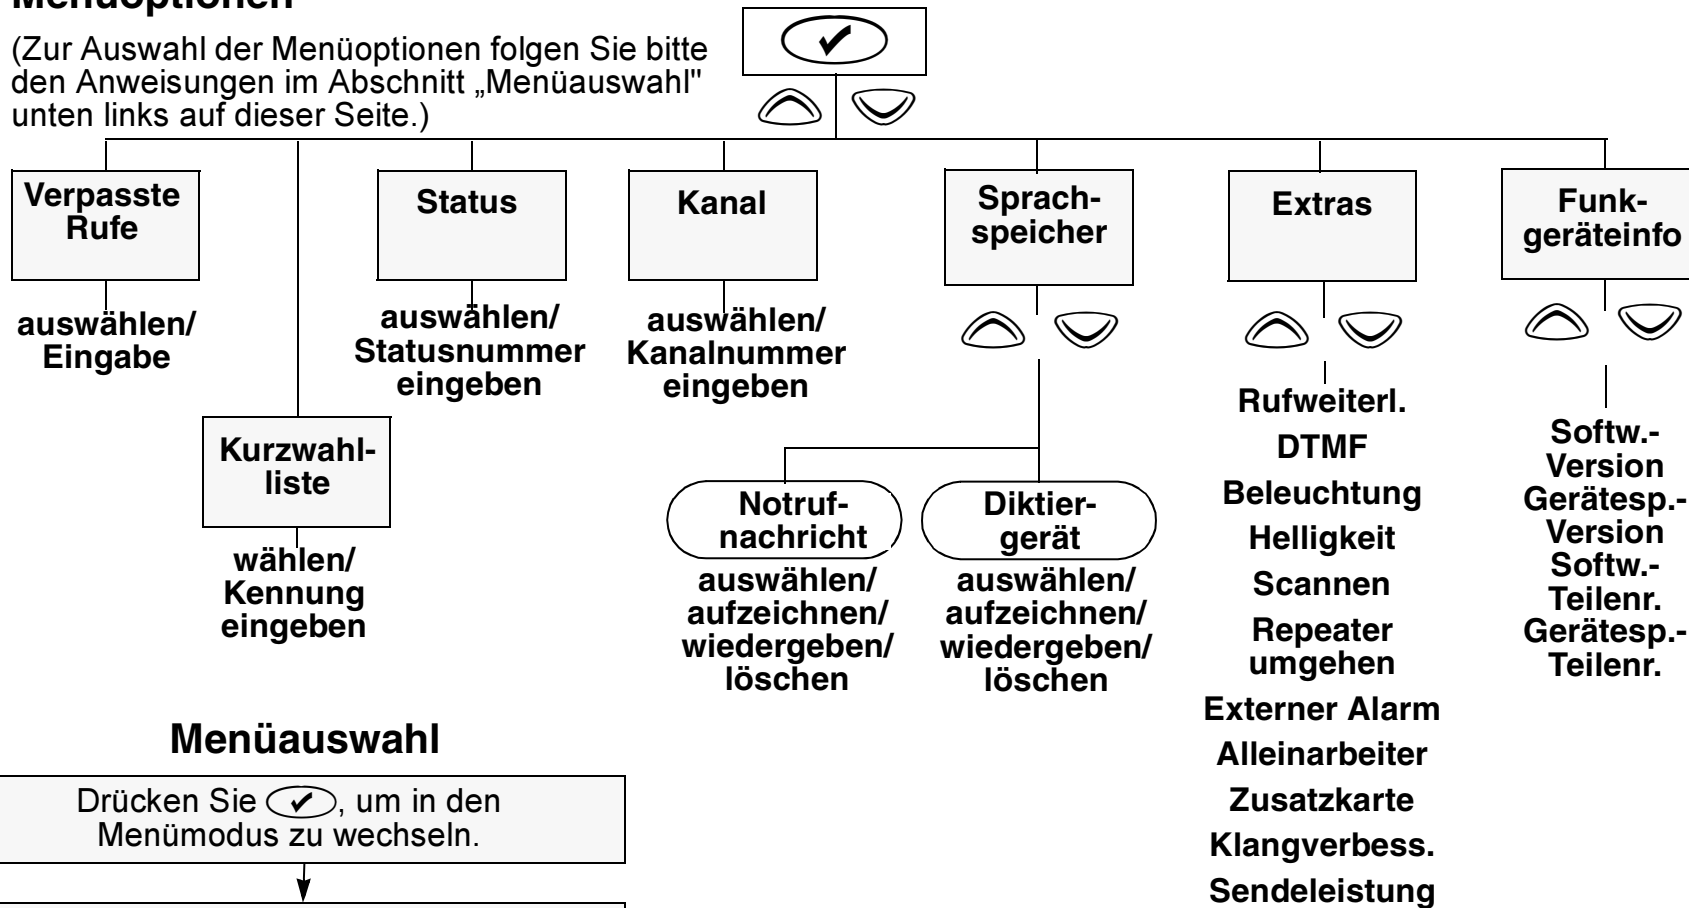 Menüoptionen
(Zur Auswahl der Menüoptionen folgen Sie bitte
den Anweisungen im Abschnitt „Menüauswahl"
unten links auf dieser Seite.)
Verpasste
Rufe
auswählen/
Eingabe
Kurzwahl-
liste
wählen/
Kennung
eingeben
Status
auswählen/
Statusnummer
eingeben
Kanal
auswählen/
Kanalnummer
eingeben
Sprach-
speicher
Notruf-
nachricht
auswählen/
aufzeichnen/
wiedergeben/
löschen
Diktier-
gerät
auswählen/
aufzeichnen/
wiedergeben/
löschen
Extras
Rufweiterl.
DTMF
Beleuchtung
Helligkeit
Scannen
Repeater
umgehen
Externer Alarm
Alleinarbeiter
Zusatzkarte
Klangverbess.
Sendeleistung
Funk-
geräteinfo
Softw.-
Version
Gerätesp.-
Version
Softw.-
Teilenr.
Gerätesp.-
Teilenr.
Menüauswahl
Drücken Sie ✔, um in den
Menümodus zu wechseln.